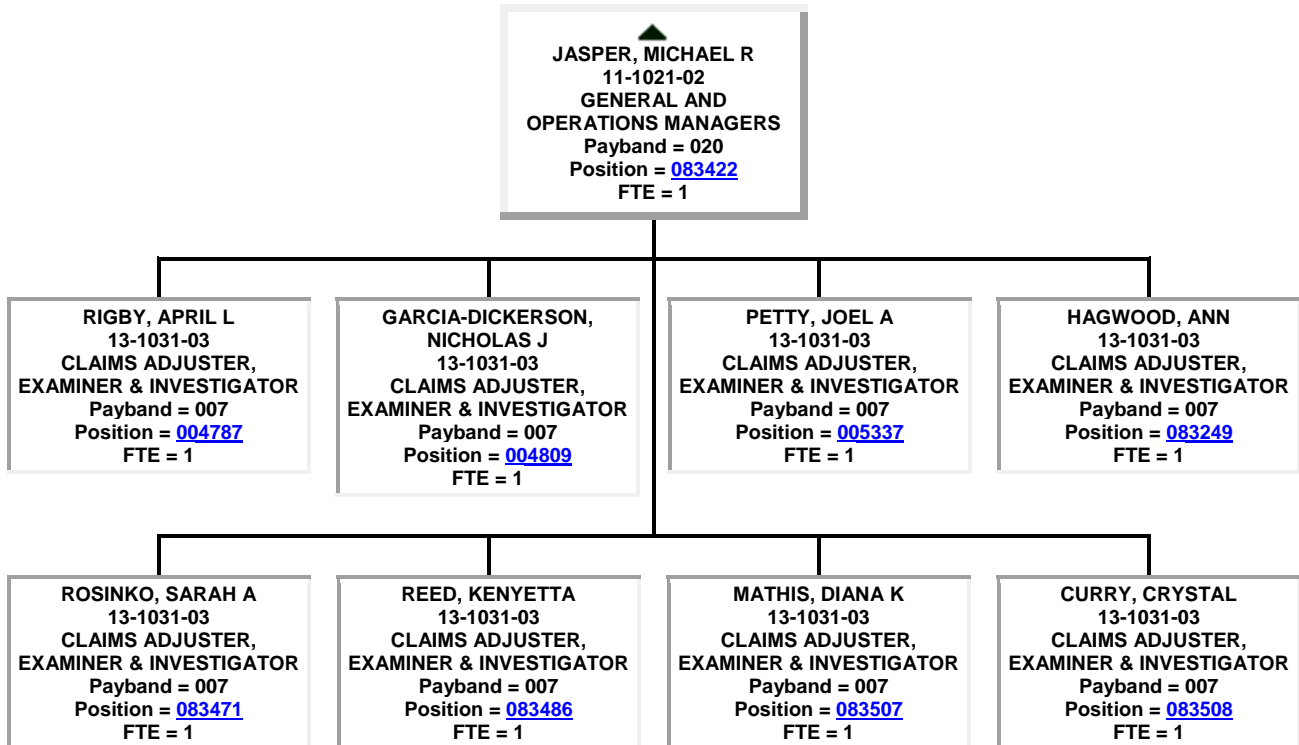 JASPER, MICHAEL R
11-1021-02
GENERAL AND
OPERATIONS MANAGERS
Payband = 020
Position = 083422
FTE = 1
RIGBY, APRIL L
13-1031-03
CLAIMS ADJUSTER,
EXAMINER & INVESTIGATOR
Payband = 007
Position = 004787
FTE = 1
GARCIA-DICKERSON,
NICHOLAS J
13-1031-03
CLAIMS ADJUSTER,
EXAMINER & INVESTIGATOR
Payband = 007
Position = 004809
FTE = 1
PETTY, JOEL A
13-1031-03
CLAIMS ADJUSTER,
EXAMINER & INVESTIGATOR
Payband = 007
Position = 005337
FTE = 1
HAGWOOD, ANN
13-1031-03
CLAIMS ADJUSTER,
EXAMINER & INVESTIGATOR
Payband = 007
Position = 083249
FTE = 1
ROSINKO, SARAH A
13-1031-03
CLAIMS ADJUSTER,
EXAMINER & INVESTIGATOR
Payband = 007
Position = 083471
FTE = 1
REED, KENYETTA
13-1031-03
CLAIMS ADJUSTER,
EXAMINER & INVESTIGATOR
Payband = 007
Position = 083486
FTE = 1
MATHIS, DIANA K
13-1031-03
CLAIMS ADJUSTER,
EXAMINER & INVESTIGATOR
Payband = 007
Position = 083507
FTE = 1
CURRY, CRYSTAL
13-1031-03
CLAIMS ADJUSTER,
EXAMINER & INVESTIGATOR
Payband = 007
Position = 083508
FTE = 1